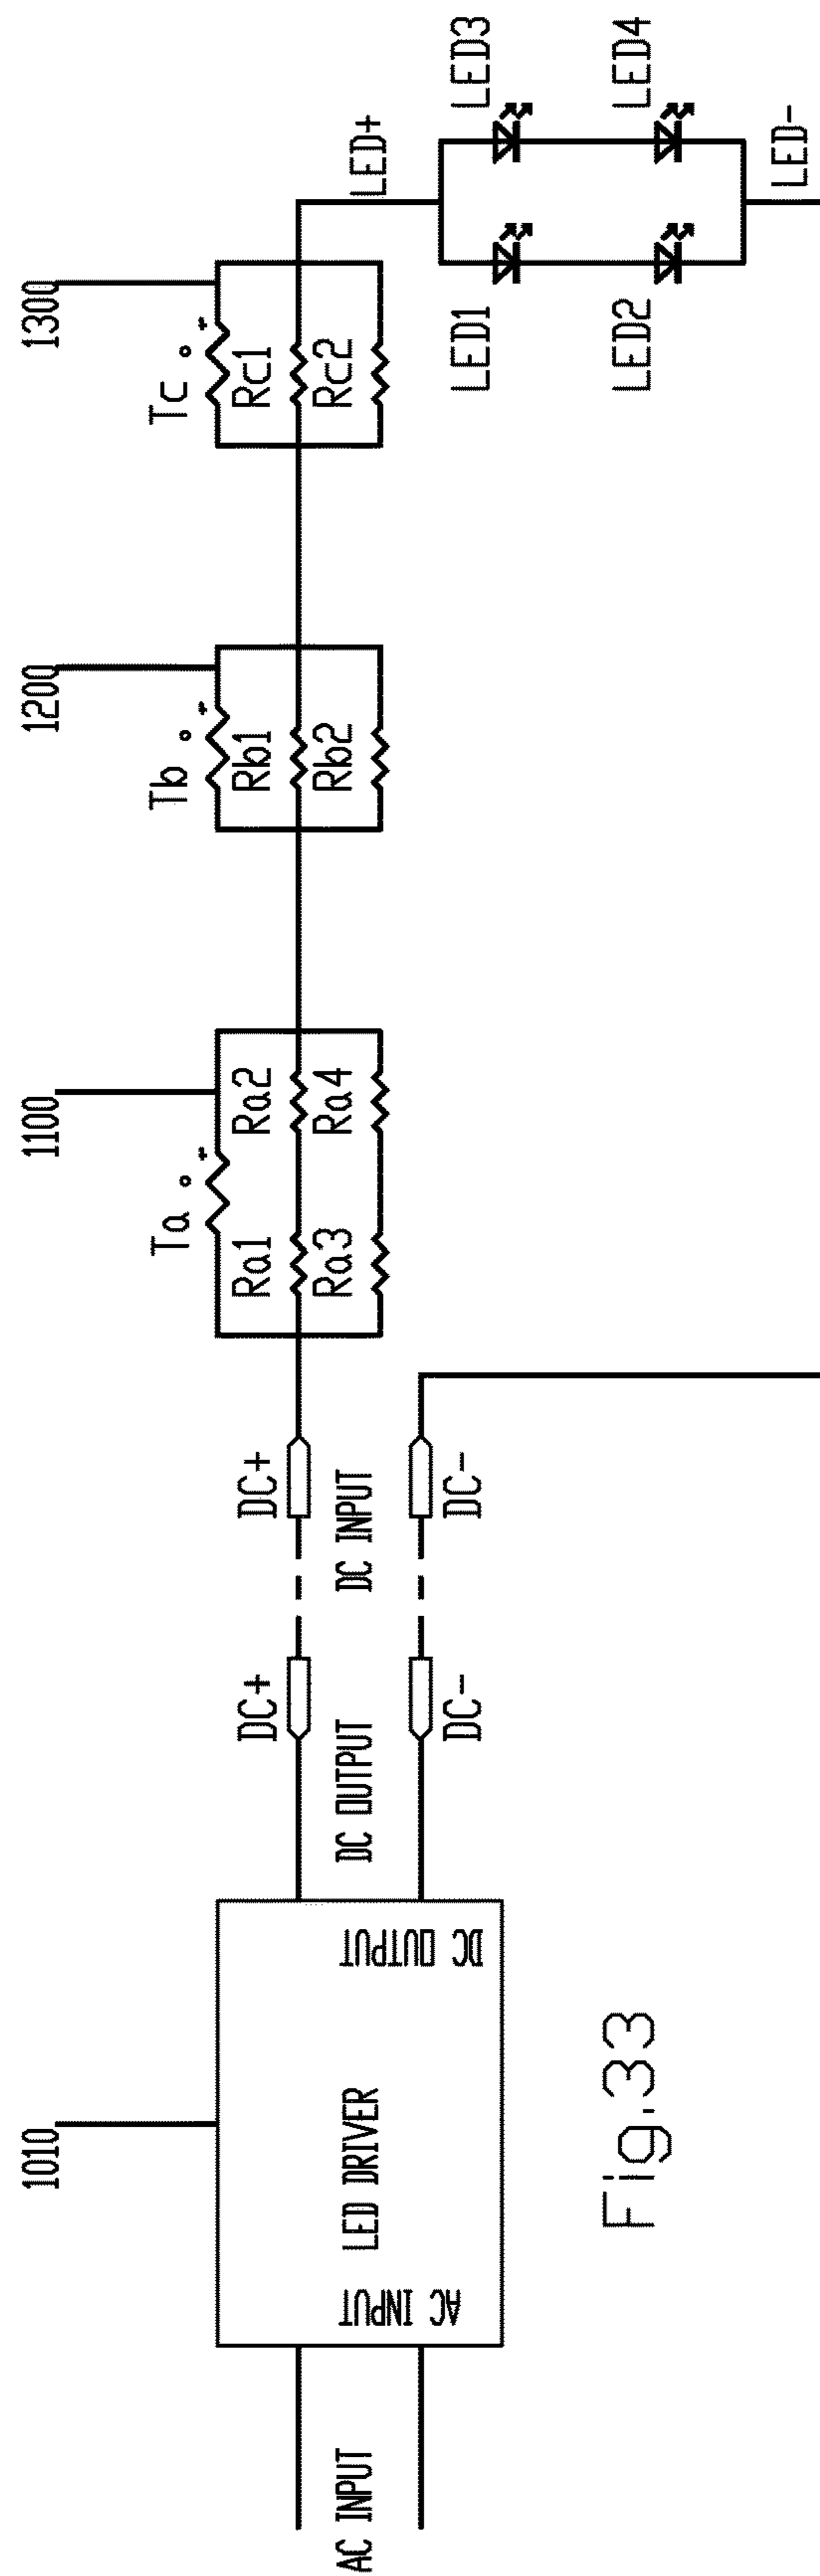 1010
1100
1200
1300
AC INPUT
AC INPUT
LED DRIVER
DC OUTPUT
DC OUTPUT
DC+
DC-
DC INPUT
DC+
DC-
Ta
Ra1
Ra2
Ra3
Ra4
Tb
Rb1
Rb2
Tc
Rc1
Rc2
LED+
LED1
LED3
LED2
LED4
LED-
Fig.33